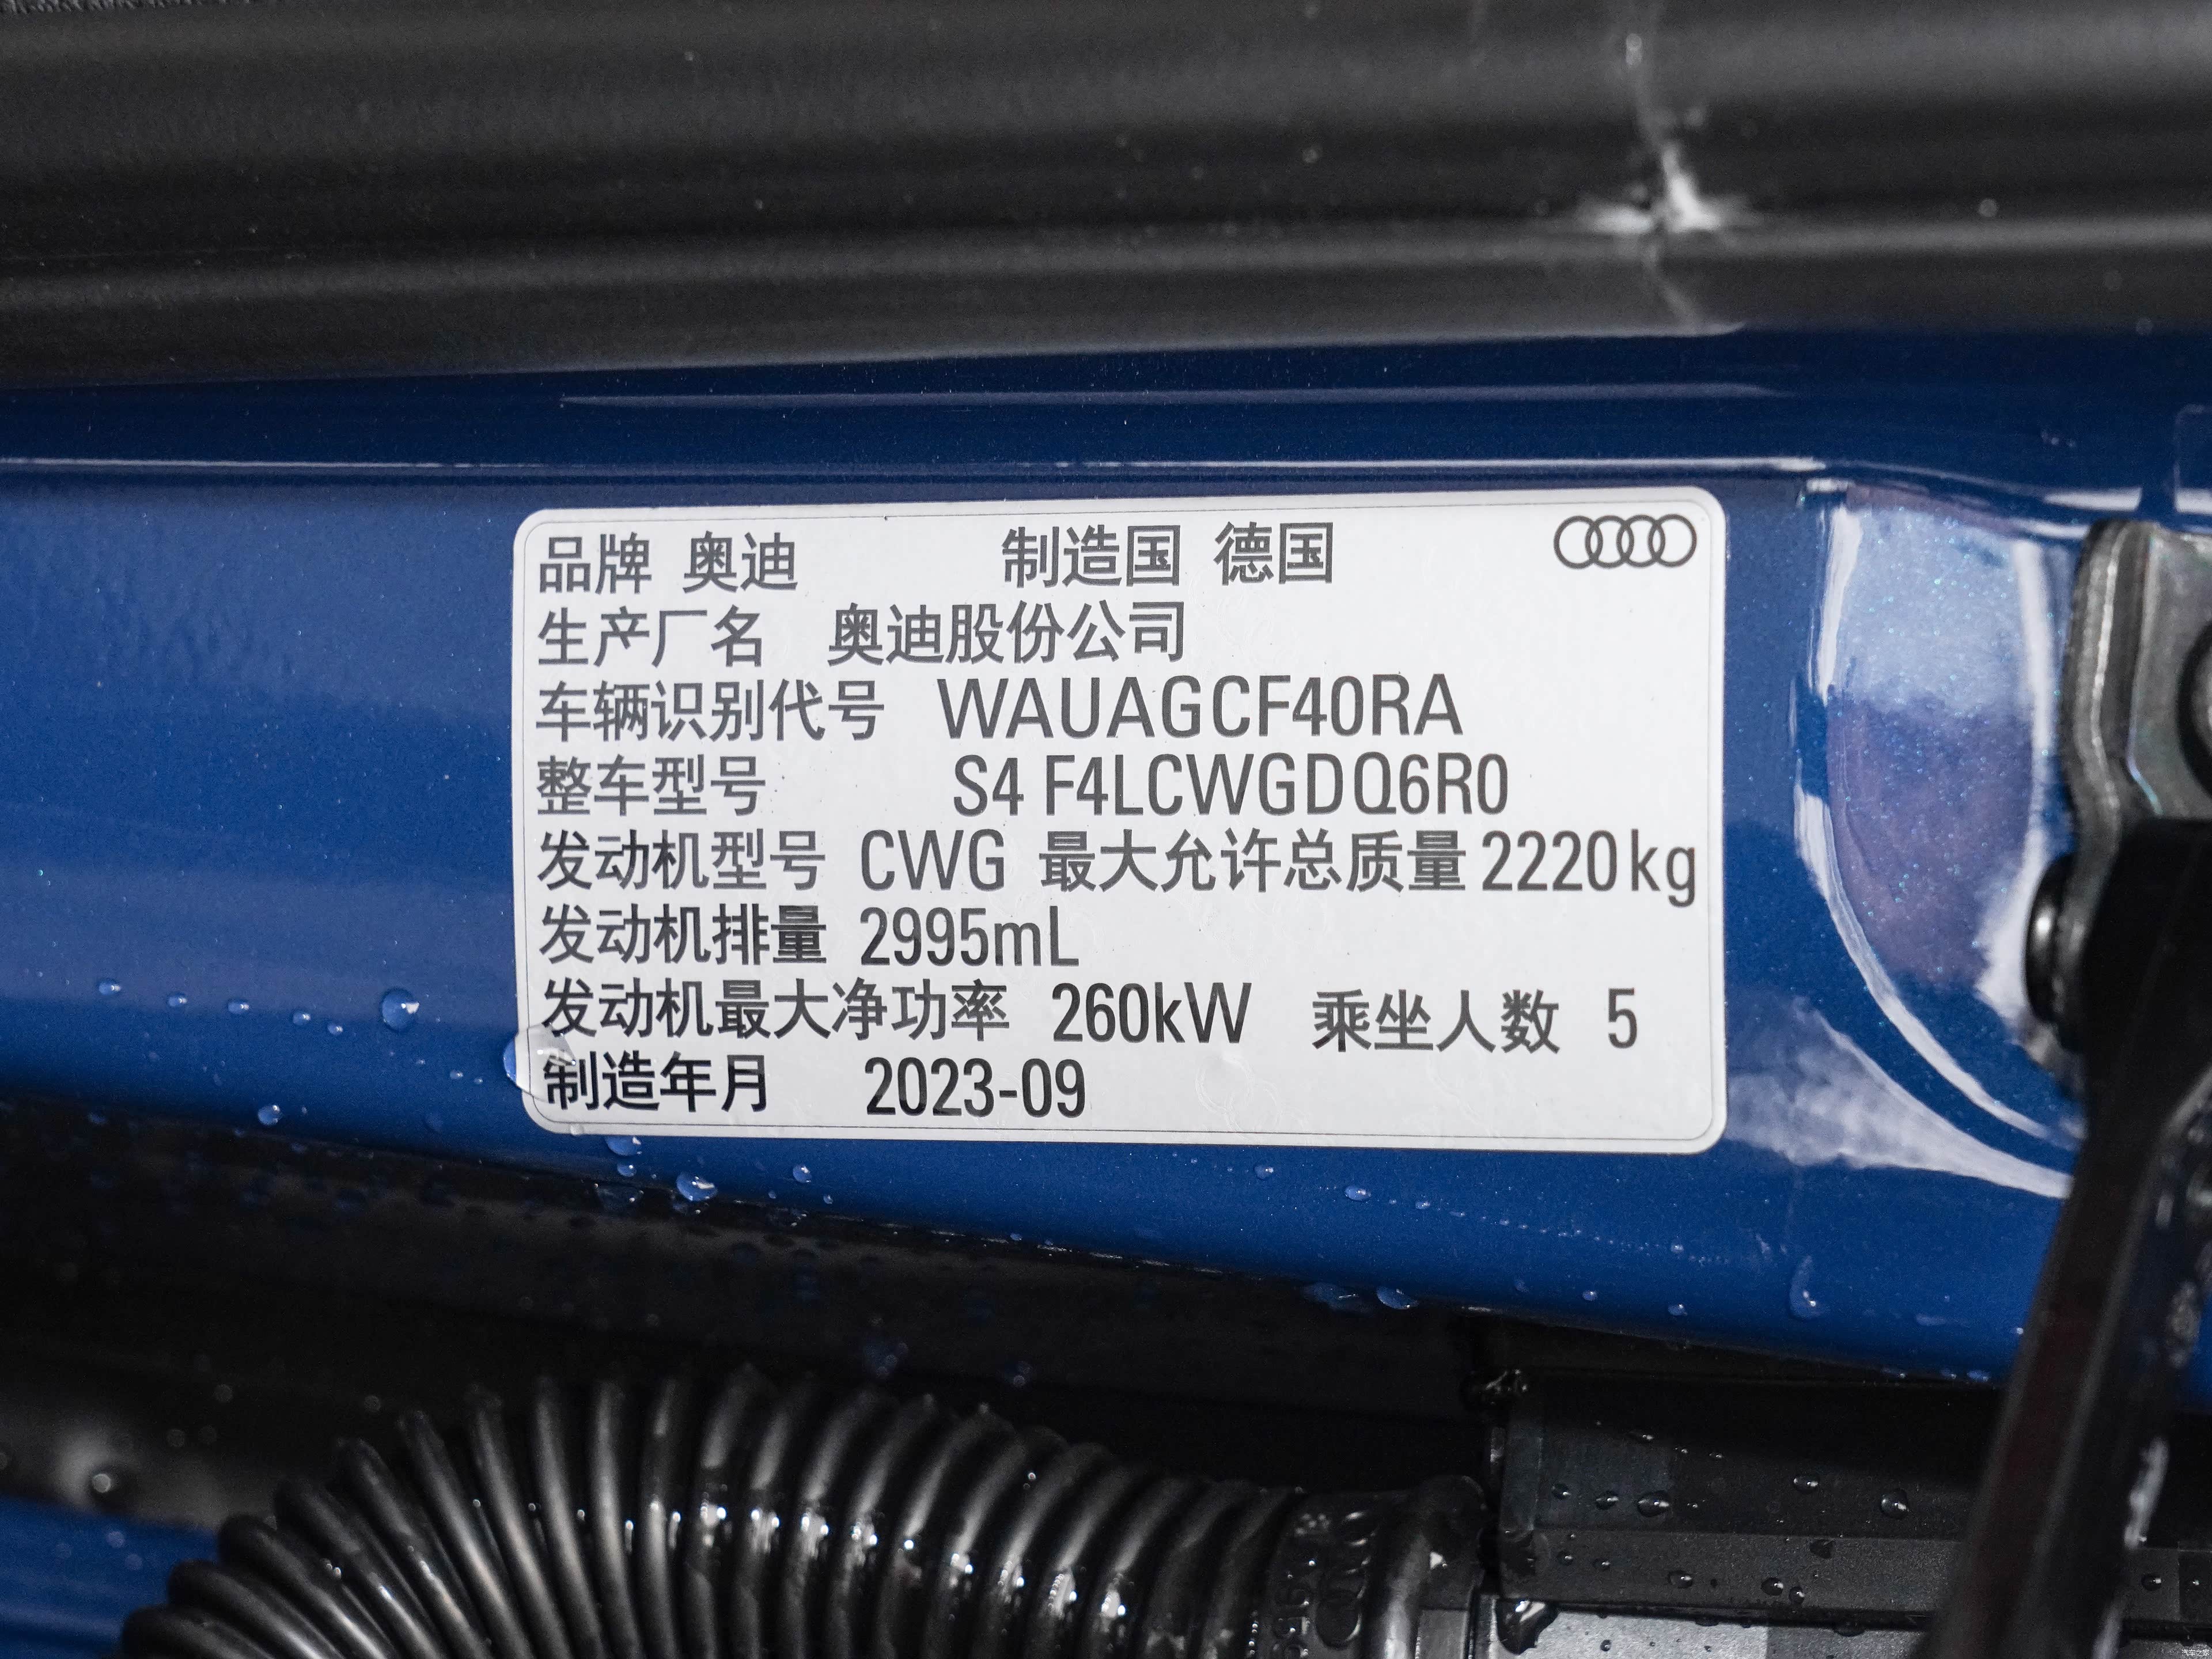 品牌 奥迪 制造国 德国
生产厂名 奥迪股份公司
车辆识别代号 WAUAGCF40RA
整车型号 S4 F4LCWGDQ6R0
发动机型号 CWG 最大允许总质量 2220kg
发动机排量 2995mL
发动机最大净功率 260kW 乘坐人数 5
制造年月 2023-09